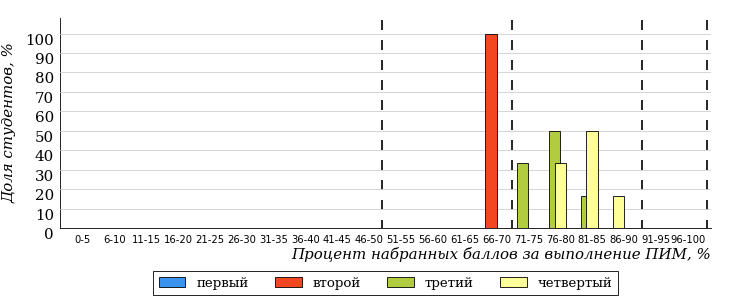 Доля студентов, %
100
90
80
70
60
50
40
30
20
10
0
0-5 6-10 11-15 16-20 21-25 26-30 31-35 36-40 41-45 46-50 51-55 56-60 61-65 66-70 71-75 76-80 81-85 86-90 91-95 96-100
Процент набранных баллов за выполнение ПИМ, %
первый второй третий четвертый